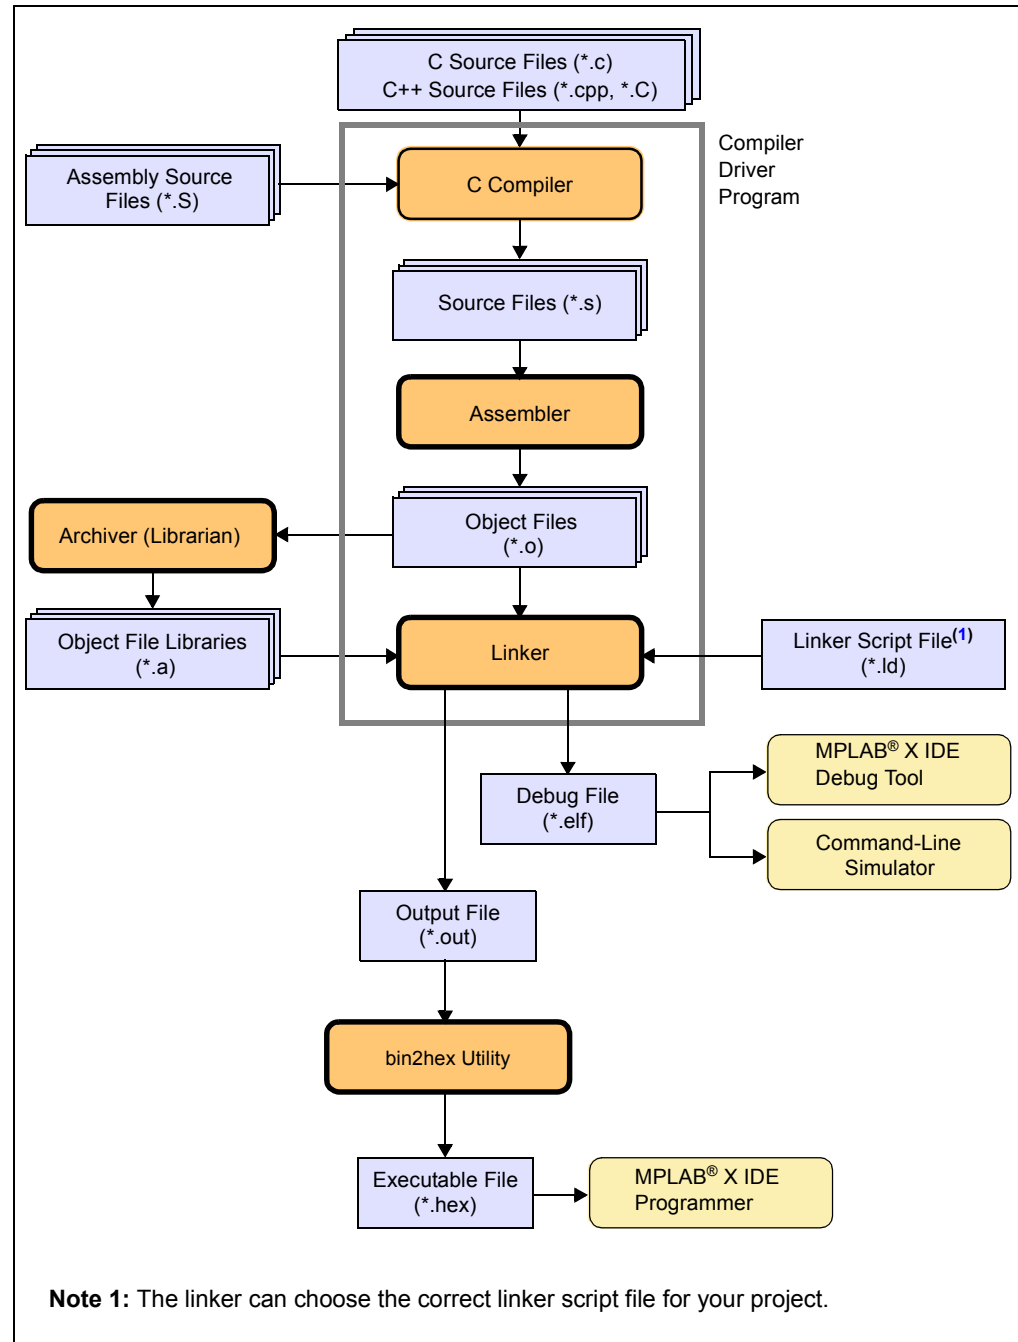 C Source Files (*.c)
C++ Source Files (*.cpp, *.C)
Compiler
Driver
Program
Assembly Source
Files (*.S)
C Compiler
Source Files (*.s)
Assembler
Archiver (Librarian)
Object Files
(*.o)
Object File Libraries
(*.a)
Linker
Linker Script File(1)
(*.ld)
MPLAB® X IDE
Debug Tool
Debug File
(*.elf)
Command-Line
Simulator
Output File
(*.out)
bin2hex Utility
Executable File
(*.hex)
MPLAB® X IDE
Programmer
Note 1: The linker can choose the correct linker script file for your project.